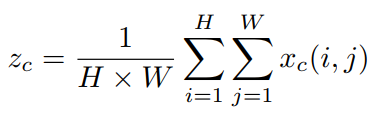 z_c = \frac{1}{H \times W} \sum_{i=1}^{H} \sum_{j=1}^{W} x_c(i, j)